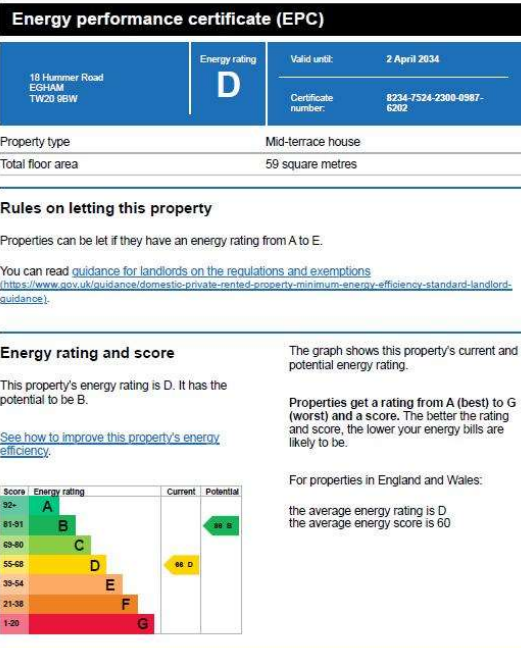 Energy performance certificate (EPC)
18 Hummer Road
EGHAM
TW20 9BW
Energy rating
D
Valid until:
2 April 2034
Certificate
number:
8234-7524-2300-0987-
6202
Property type
Mid-terrace house
Total floor area
59 square metres
Rules on letting this property
Properties can be let if they have an energy rating from A to E.
You can read guidance for landlords on the regulations and exemptions
(https://www.gov.uk/guidance/domestic-private-rented-property-minimum-energy-efficiency-standard-landlord-
guidance).
Energy rating and score
This property's energy rating is D. It has the
potential to be B.
See how to improve this property's energy
efficiency.
The graph shows this property's current and
potential energy rating.
Properties get a rating from A (best) to G
(worst) and a score. The better the rating
and score, the lower your energy bills are
likely to be.
For properties in England and Wales:
the average energy rating is D
the average energy score is 60
Score Energy rating Current Potential
92+ A
81-91 B
69-80 C
55-68 D 66 D
39-54 E
21-38 F
1-20 G